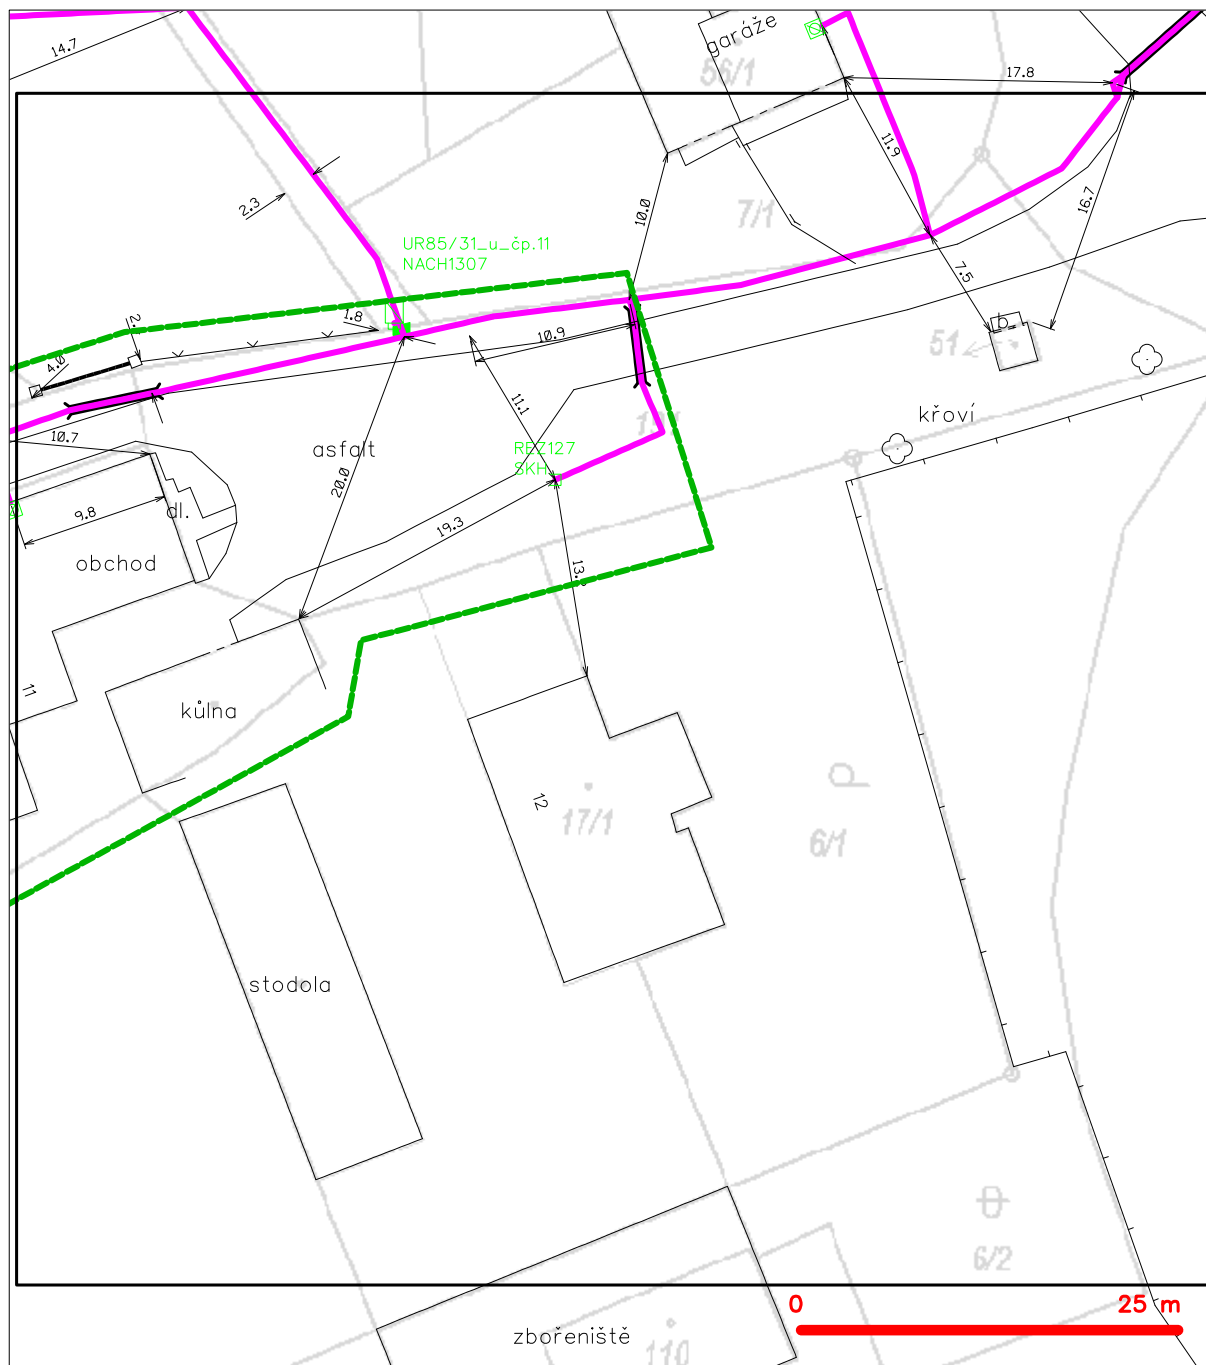 garáže
14.7
56/1
17.8
11.9
2.3
10.0
7/1
16.7
UR85/31_u_čp.11
NACH1307
7.5
1.8
10.9
b.
51
4.0
11.1
křoví
10.7
asfalt
REZ127
SKH
20.0
9.8
dl.
19.3
obchod
11
kůlna
12
17/1
6/1
stodola
6/2
0
25 m
zbořeniště
110